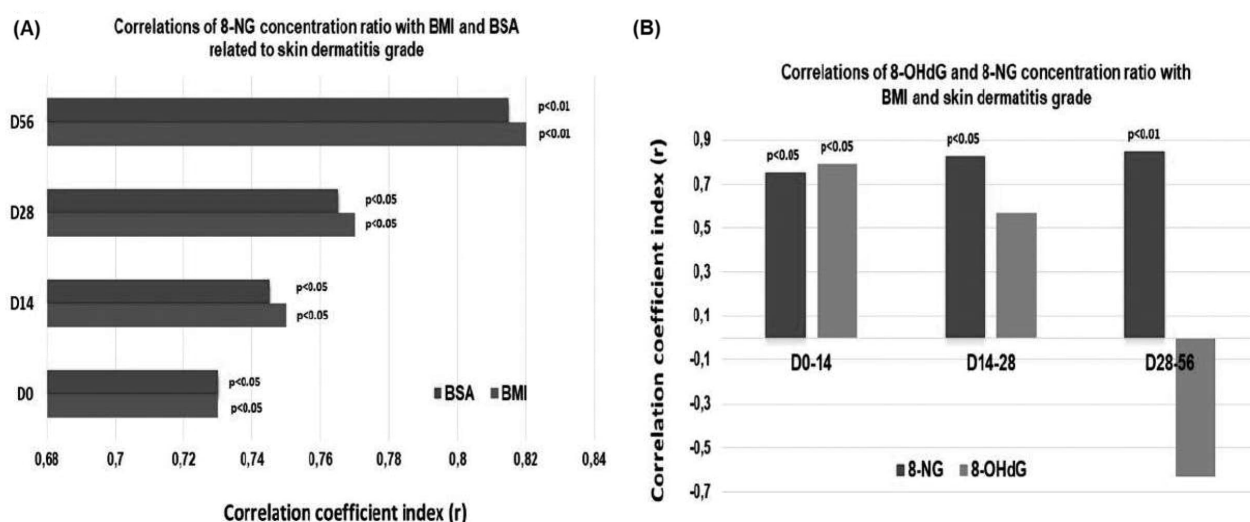 (A)
Correlations of 8-NG concentration ratio with BMI and BSA
related to skin dermatitis grade
D56
p<0.01
p<0.01
D28
p<0.05
p<0.05
D14
p<0.05
p<0.05
D0
p<0.05
p<0.05
BSA BMI
0,68 0,7 0,72 0,74 0,76 0,78 0,8 0,82 0,84
Correlation coefficient index (r)
(B)
Correlations of 8-OHdG and 8-NG concentration ratio with
BMI and skin dermatitis grade
Correlation coefficient index (r)
0,9
0,7
0,5
0,3
0,1
-0,1
-0,3
-0,5
-0,7
p<0.05 p<0.05 p<0.05 p<0.01
D0-14 D14-28 D28-56
8-NG 8-OHdG